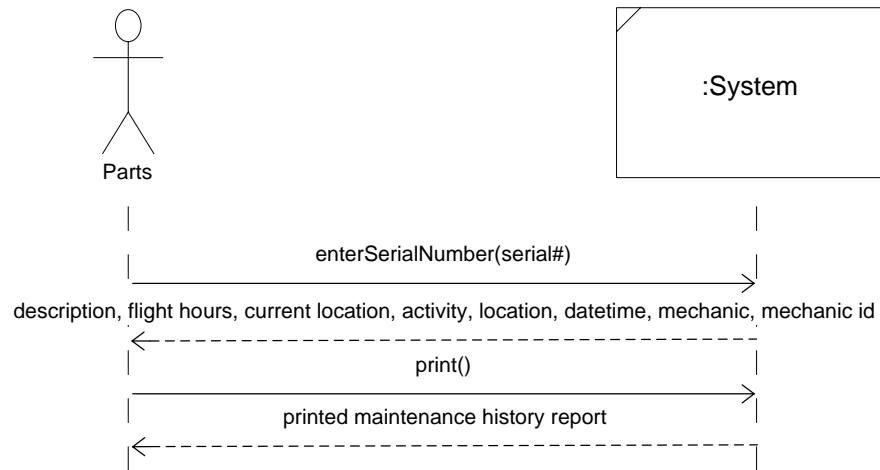 :System
Parts
enterSerialNumber(serial#)
description, flight hours, current location, activity, location, datetime, mechanic, mechanic id
print()
printed maintenance history report